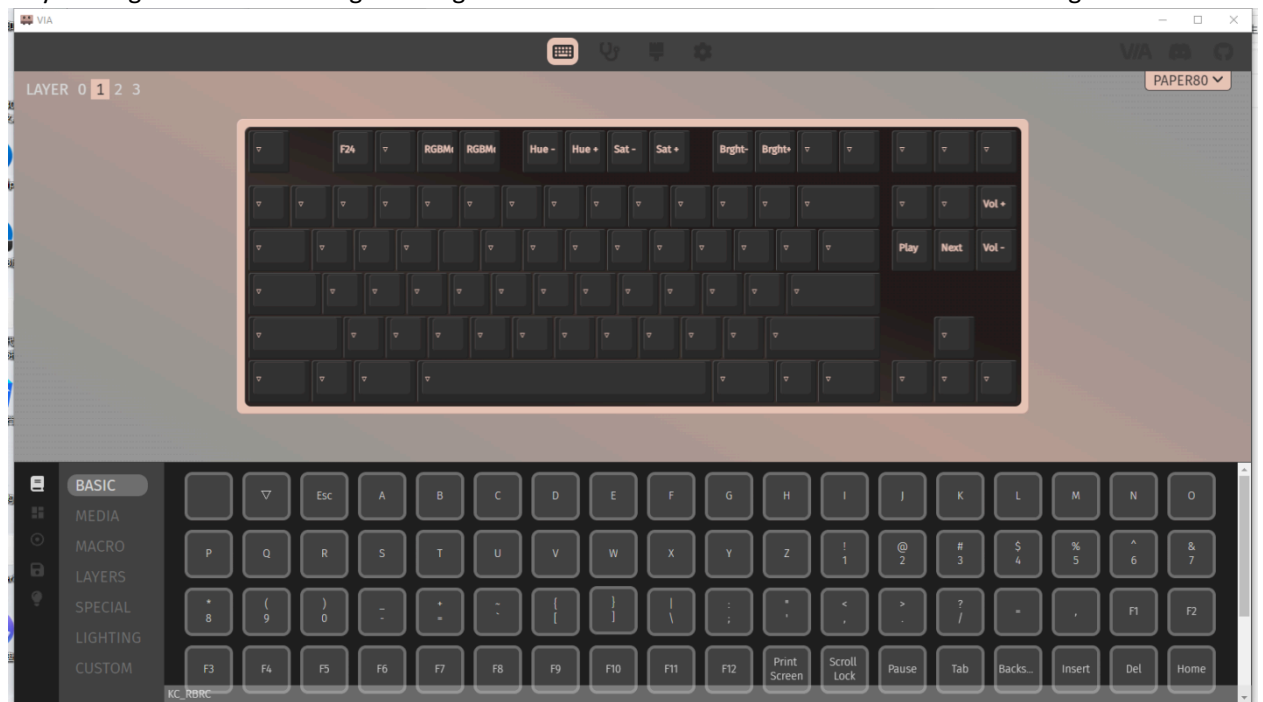 VIA
VIA
LAYER 0 1 2 3
PAPER80
▽ F24 ▽ RGBM RGBM Hue - Hue + Sat - Sat + Brght- Brght+ ▽ ▽ ▽ ▽ ▽
▽ ▽ ▽ ▽ ▽ ▽ ▽ ▽ ▽ ▽ ▽ ▽ ▽ ▽ ▽ ▽ Vol +
▽ ▽ ▽ ▽ ▽ ▽ ▽ ▽ ▽ ▽ ▽ ▽ ▽ Play Next Vol -
▽ ▽ ▽ ▽ ▽ ▽ ▽ ▽ ▽ ▽ ▽ ▽ ▽
▽ ▽ ▽ ▽ ▽ ▽ ▽ ▽ ▽ ▽ ▽ ▽ ▽
▽ ▽ ▽ ▽ ▽ ▽ ▽ ▽ ▽ ▽
BASIC
MEDIA
MACRO
LAYERS
SPECIAL
LIGHTING
CUSTOM
▽ Esc A B C D E F G H I J K L M N O
P Q R S T U V W X Y Z ! 1 @ 2 # 3 $ 4 % 5 ^ 6 & 7
* 8 ( 9 ) 0 _ - + = ~ ` { [ } ] | \ : ; " ' < , > . ? / = , F1 F2
F3 F4 F5 F6 F7 F8 F9 F10 F11 F12 Print Screen Scroll Lock Pause Tab Backs... Insert Del Home
KC_RBRC